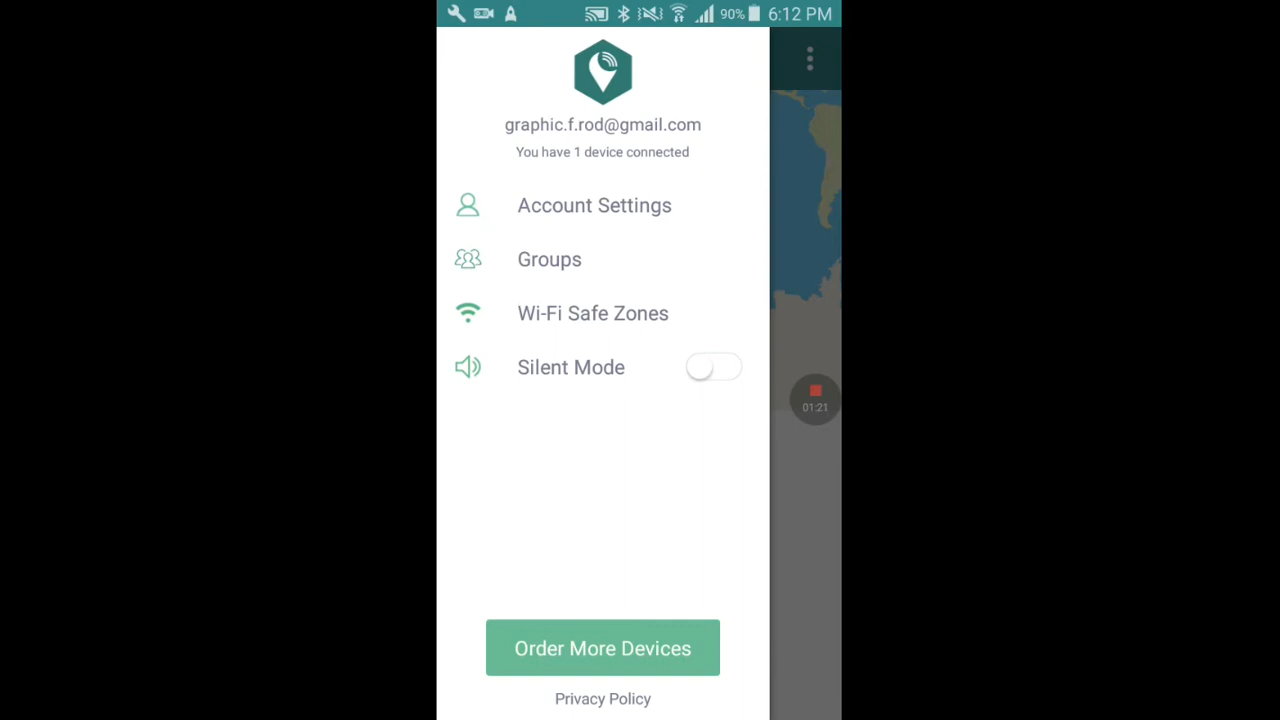 90% 6:12 PM
graphic.f.rod@gmail.com
You have 1 device connected
Account Settings
Groups
Wi-Fi Safe Zones
Silent Mode
01:21
Order More Devices
Privacy Policy